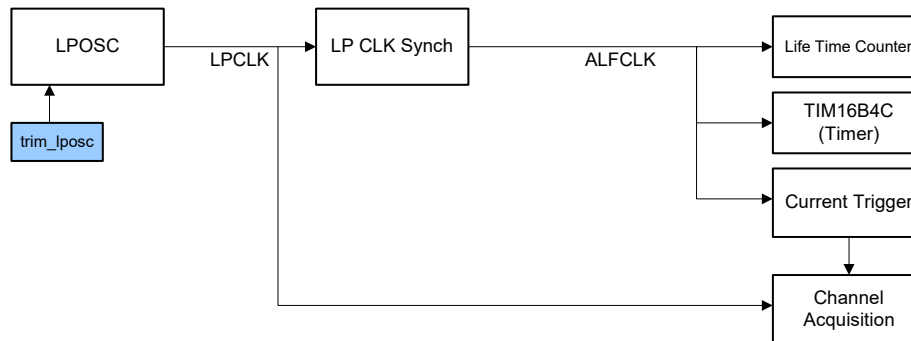 LPOSC
LPCLK
LP CLK Synch
ALFCLK
Life Time Counter
trim_lposc
TIM16B4C
(Timer)
Current Trigger
Channel
Acquisition